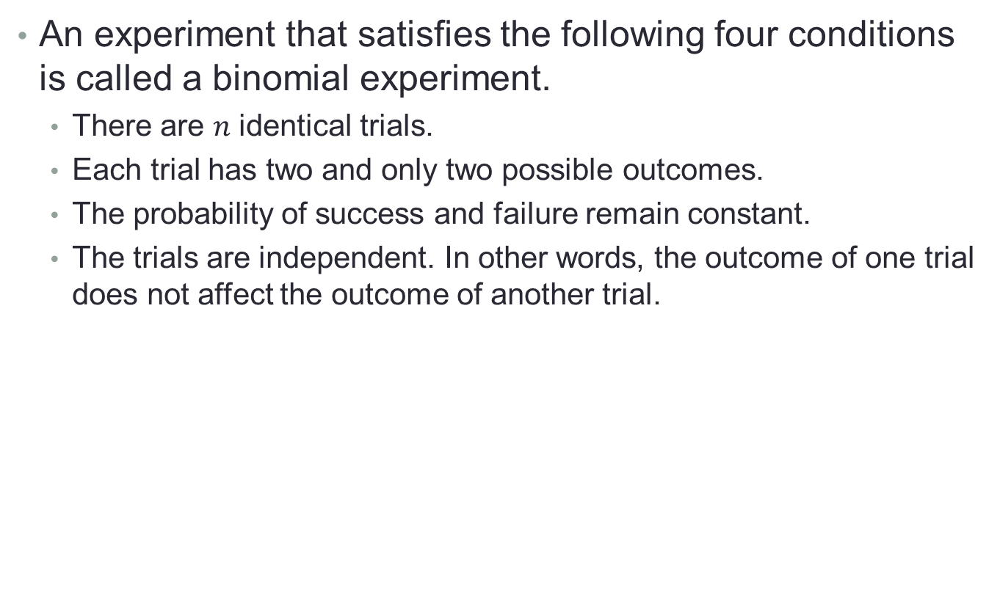 • An experiment that satisfies the following four conditions
is called a binomial experiment.
• There are n identical trials.
• Each trial has two and only two possible outcomes.
• The probability of success and failure remain constant.
• The trials are independent. In other words, the outcome of one trial
does not affect the outcome of another trial.